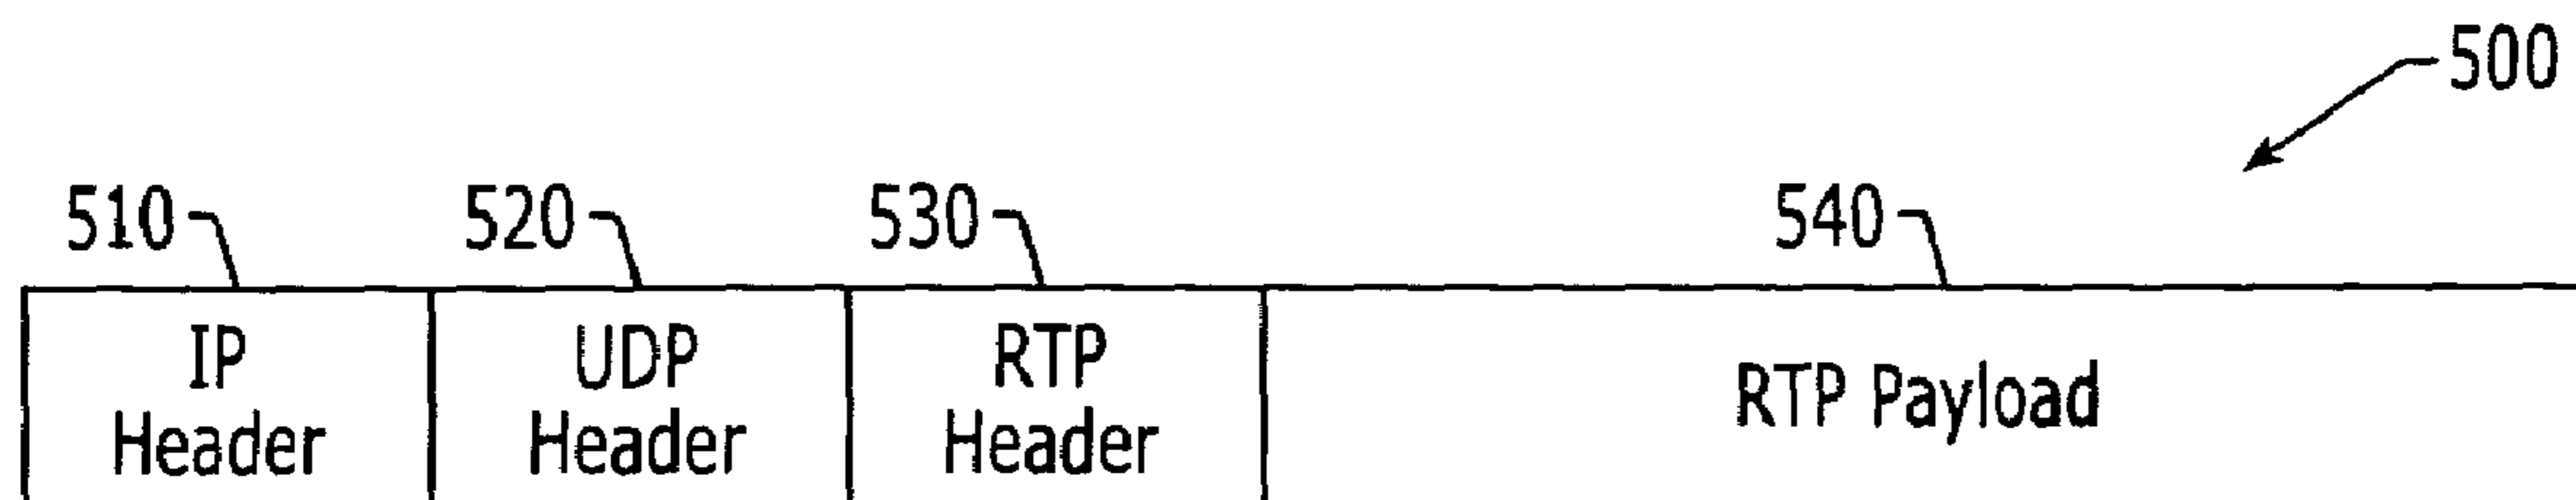 500
510
520
530
540
IP
Header
UDP
Header
RTP
Header
RTP Payload